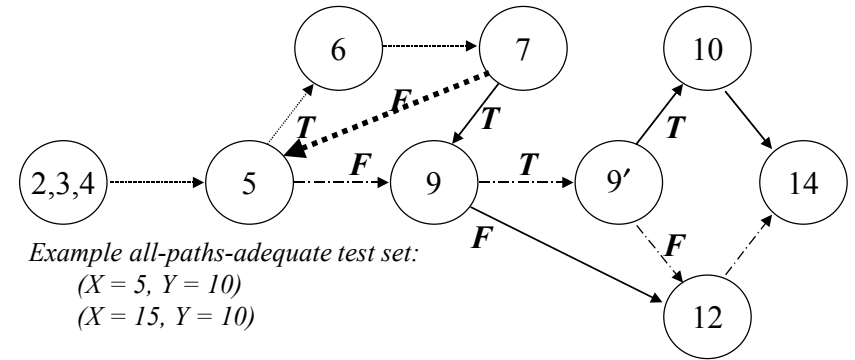 6
7
10
F
T
T
T
2,3,4
5
F
9
T
9′
14
F
F
Example all-paths-adequate test set:
(X = 5, Y = 10)
(X = 15, Y = 10)
12